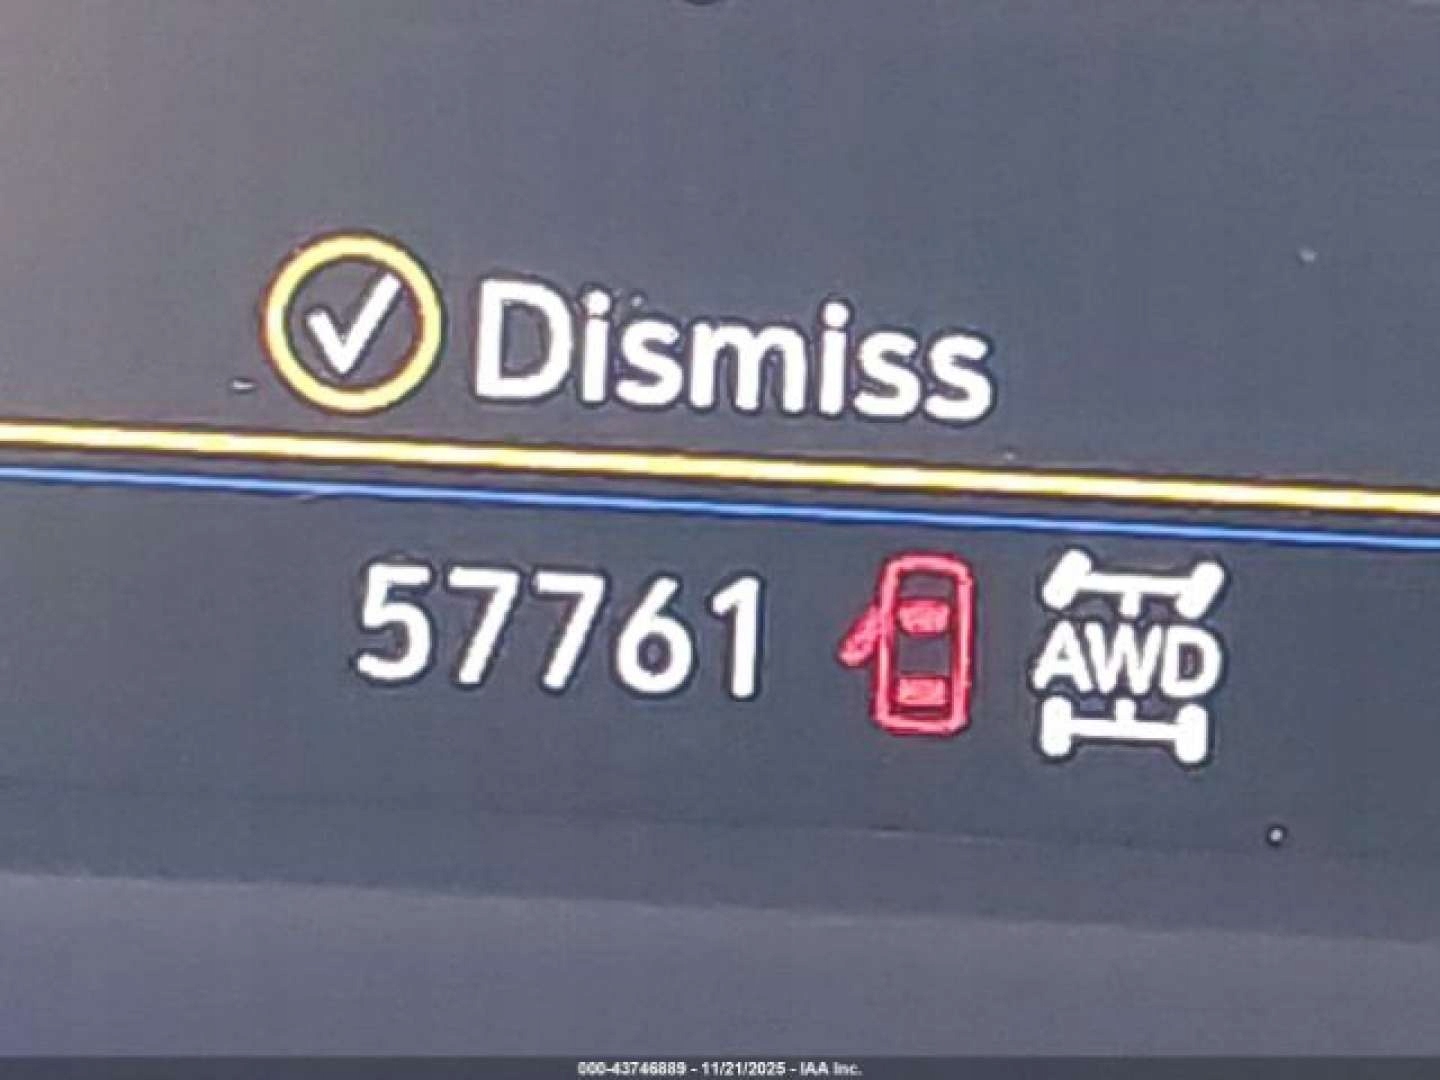 Dismiss
57761
AWD
000-43746889 - 11/21/2025 - IAA Inc.